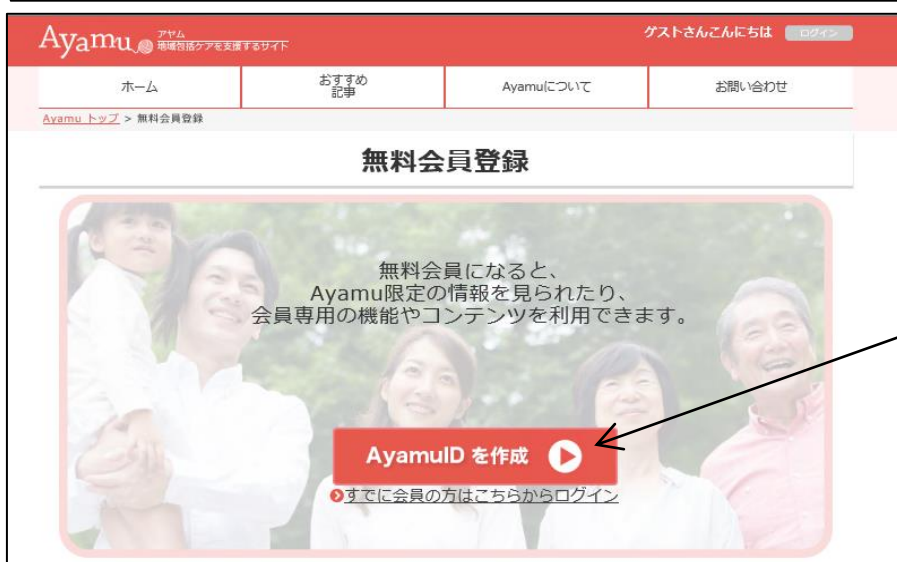 Ayamu アヤム
地域包括ケアを支援するサイト
ゲストさんこんにちは ログイン
ホーム
おすすめ
記事
Ayamuについて
お問い合わせ
Ayamu トップ > 無料会員登録
無料会員登録
無料会員になると、
Ayamu限定の情報を見られたり、
会員専用の機能やコンテンツを利用できます。
AyamuID を作成
すでに会員の方はこちらからログイン